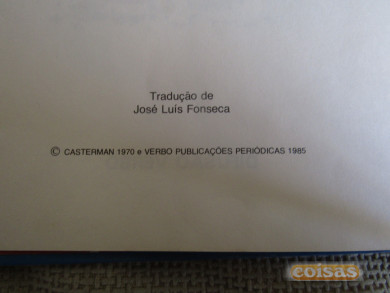 Tradução de
José Luís Fonseca
© CASTERMAN 1970 e VERBO PUBLICAÇÕES PERIÓDICAS 1985
coisas